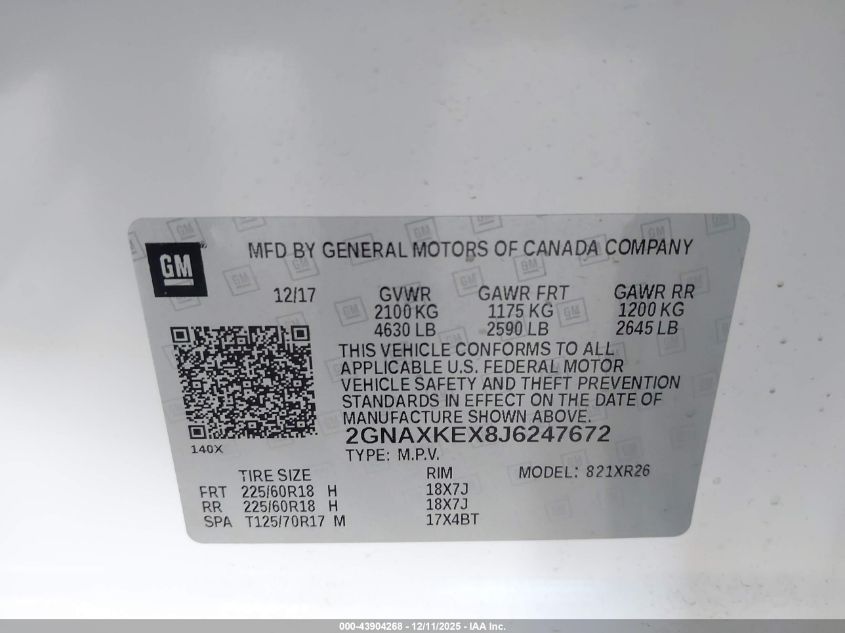 GM
MFD BY GENERAL MOTORS OF CANADA COMPANY
12/17 GVWR GAWR FRT GAWR RR
2100 KG 1175 KG 1200 KG
4630 LB 2590 LB 2645 LB
THIS VEHICLE CONFORMS TO ALL
APPLICABLE U.S. FEDERAL MOTOR
VEHICLE SAFETY AND THEFT PREVENTION
STANDARDS IN EFFECT ON THE DATE OF
MANUFACTURE SHOWN ABOVE.
2GNAXKEX8J6247672
140X
TYPE: M.P.V.
TIRE SIZE RIM MODEL: 821XR26
FRT 225/60R18 H 18X7J
RR 225/60R18 H 18X7J
SPA T125/70R17 M 17X4BT
000-43904268 - 12/11/2025 - IAA Inc.